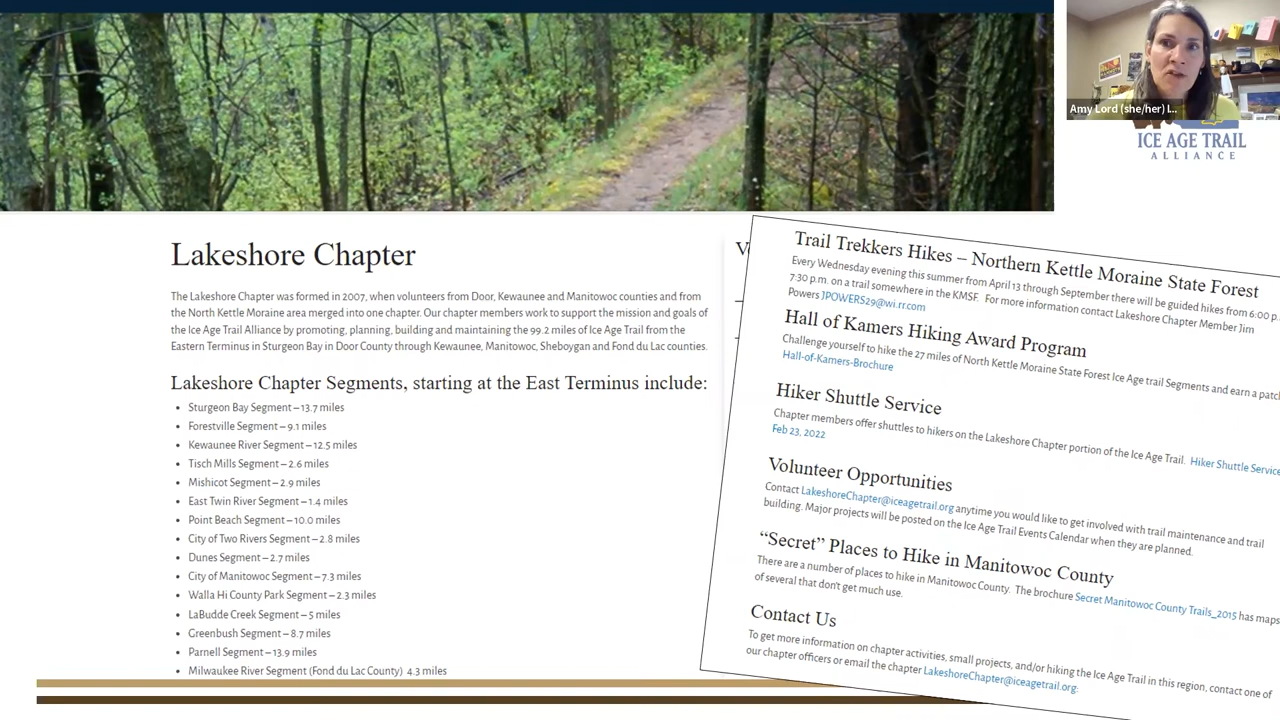 Amy Lord (she/her) I...
ICE AGE TRAIL
ALLIANCE
Lakeshore Chapter
The Lakeshore Chapter was formed in 2007, when volunteers from Door, Kewaunee and Manitowoc counties and from
the North Kettle Moraine area merged into one chapter. Our chapter members work to support the mission and goals of
the Ice Age Trail Alliance by promoting, planning, building and maintaining the 99.2 miles of Ice Age Trail from the
Eastern Terminus in Sturgeon Bay in Door County through Kewaunee, Manitowoc, Sheboygan and Fond du Lac counties.
Lakeshore Chapter Segments, starting at the East Terminus include:
• Sturgeon Bay Segment – 13.7 miles
• Forestville Segment – 9.1 miles
• Kewaunee River Segment – 12.5 miles
• Tisch Mills Segment – 2.6 miles
• Mishicot Segment – 2.9 miles
• East Twin River Segment – 1.4 miles
• Point Beach Segment – 10.0 miles
• City of Two Rivers Segment – 2.8 miles
• Dunes Segment – 2.7 miles
• City of Manitowoc Segment – 7.3 miles
• Walla Hi County Park Segment – 2.3 miles
• LaBudde Creek Segment – 5 miles
• Greenbush Segment – 8.7 miles
• Parnell Segment – 13.9 miles
• Milwaukee River Segment (Fond du Lac County) 4.3 miles
Trail Trekkers Hikes – Northern Kettle Moraine State Forest
Every Wednesday evening this summer from April 13 through September there will be guided hikes from 6:00 p.
7:30 p.m. on a trail somewhere in the KMSF. For more information contact Lakeshore Chapter Member Jim
Powers JPOWERS29@wi.rr.com
Hall of Kamers Hiking Award Program
Challenge yourself to hike the 27 miles of North Kettle Moraine State Forest Ice Age trail Segments and earn a patch
Hall-of-Kamers-Brochure
Hiker Shuttle Service
Chapter members offer shuttles to hikers on the Lakeshore Chapter portion of the Ice Age Trail. Hiker Shuttle Service
Feb 23, 2022
Volunteer Opportunities
Contact LakeshoreChapter@iceagetrail.org anytime you would like to get involved with trail maintenance and trail
building. Major projects will be posted on the Ice Age Trail Events Calendar when they are planned.
“Secret” Places to Hike in Manitowoc County
There are a number of places to hike in Manitowoc County. The brochure Secret Manitowoc County Trails_2015 has maps
of several that don't get much use.
Contact Us
To get more information on chapter activities, small projects, and/or hiking the Ice Age Trail in this region, contact one of
our chapter officers or email the chapter LakeshoreChapter@iceagetrail.org: